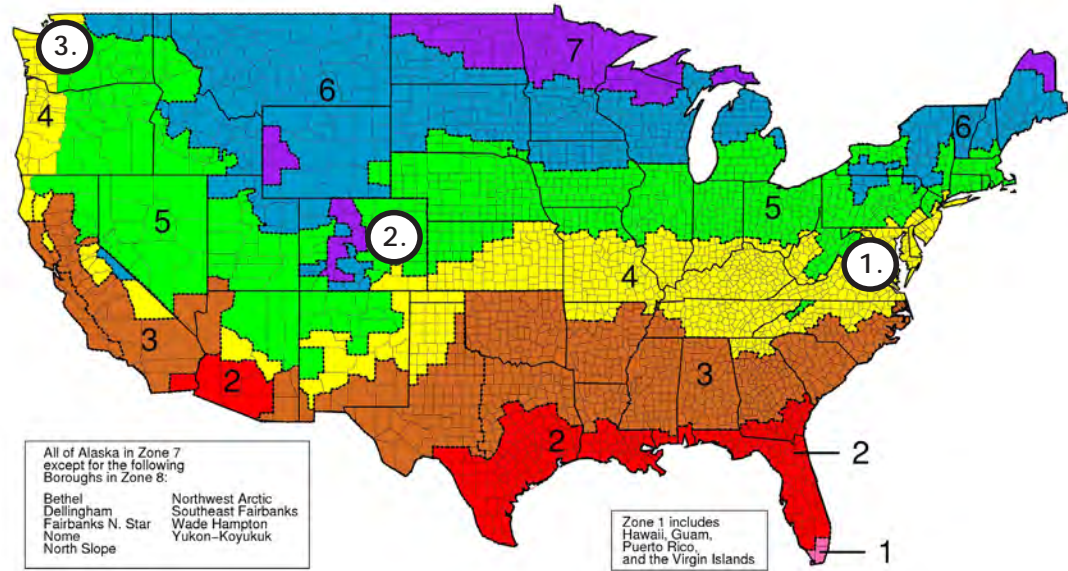 3.
7
6
4
6
5
2.
5
1.
4
3
3
2
2
2
1
All of Alaska in Zone 7
except for the following
Boroughs in Zone 8:
Bethel
Dellingham
Fairbanks N. Star
Nome
North Slope
Northwest Arctic
Southeast Fairbanks
Wade Hampton
Yukon-Koyukuk
Zone 1 includes
Hawaii, Guam,
Puerto Rico,
and the Virgin Islands